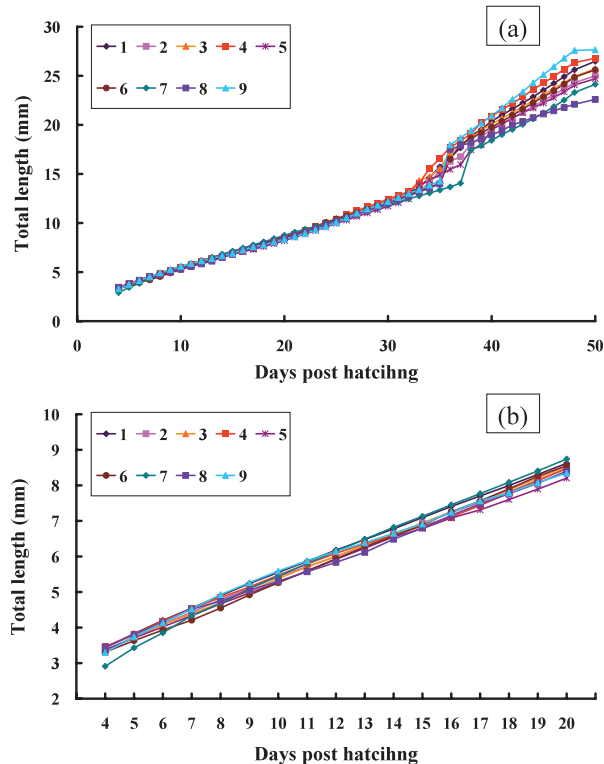 (a)
30
25
20
15
10
5
0
Total length (mm)
1 2 3 4 5
6 7 8 9
0 10 20 30 40 50
Days post hatcihng
(b)
10
9
8
7
6
5
4
3
2
Total length (mm)
1 2 3 4 5
6 7 8 9
4 5 6 7 8 9 10 11 12 13 14 15 16 17 18 19 20
Days post hatcihng